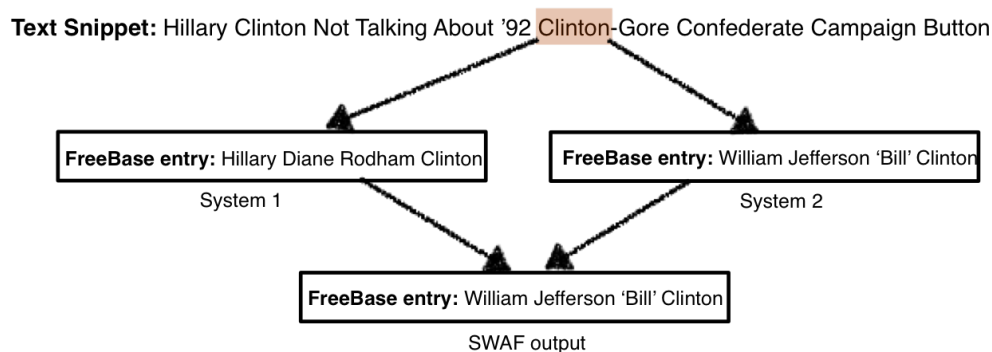 Text Snippet: Hillary Clinton Not Talking About ’92 Clinton-Gore Confederate Campaign Button
FreeBase entry: Hillary Diane Rodham Clinton
FreeBase entry: William Jefferson ‘Bill’ Clinton
System 1
System 2
FreeBase entry: William Jefferson ‘Bill’ Clinton
SWAF output